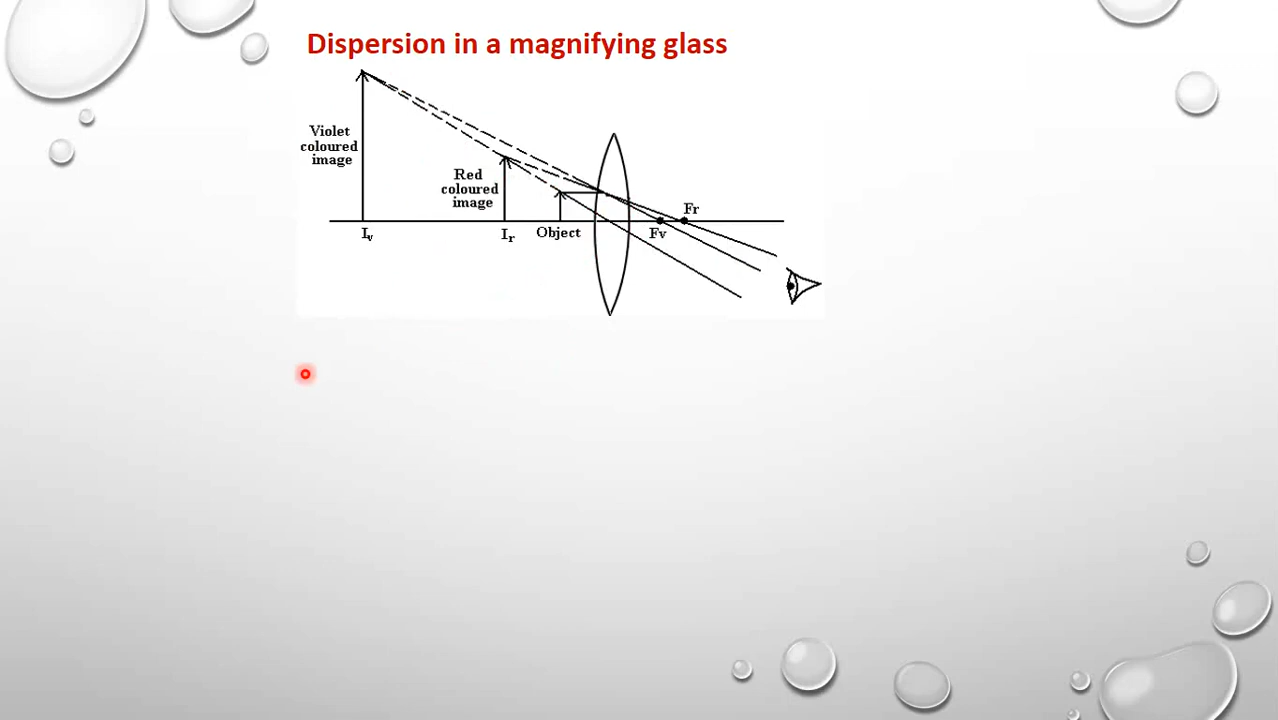 Dispersion in a magnifying glass
Violet
coloured
image
Red
coloured
image
Fr
Iv
Ir
Object
Fv